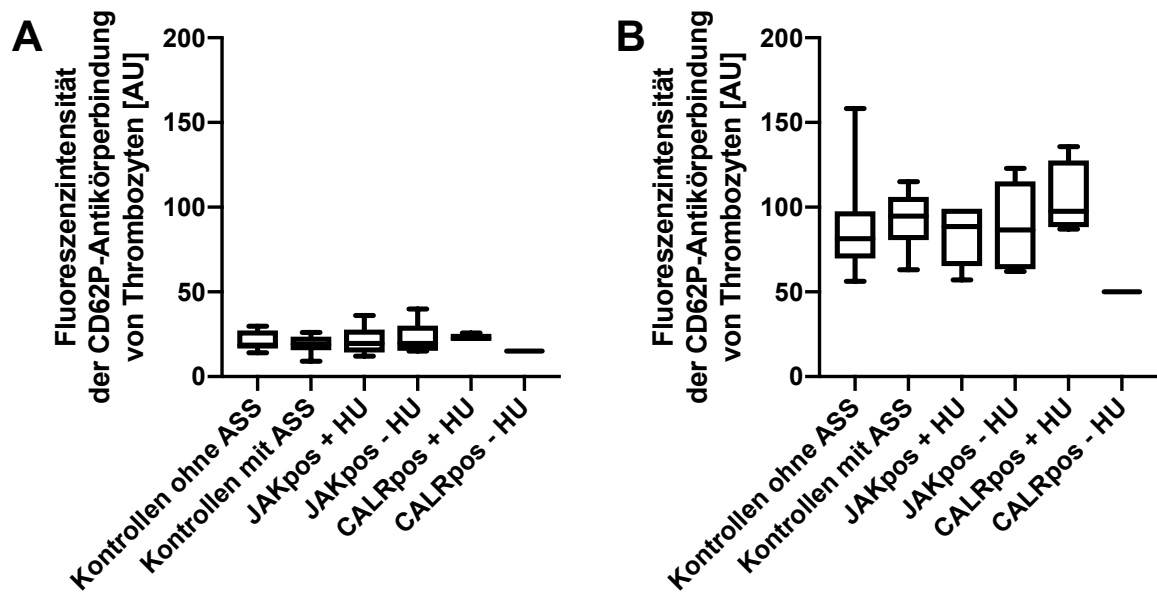 A
Fluoreszenzintensität
der CD62P-Antikörperbindung
von Thrombozyten [AU]
200
150
100
50
0
Kontrollen ohne ASS
Kontrollen mit ASS
JAKpos + HU
JAKpos - HU
CALRpos + HU
CALRpos - HU
B
Fluoreszenzintensität
der CD62P-Antikörperbindung
von Thrombozyten [AU]
200
150
100
50
0
Kontrollen ohne ASS
Kontrollen mit ASS
JAKpos + HU
JAKpos - HU
CALRpos + HU
CALRpos - HU